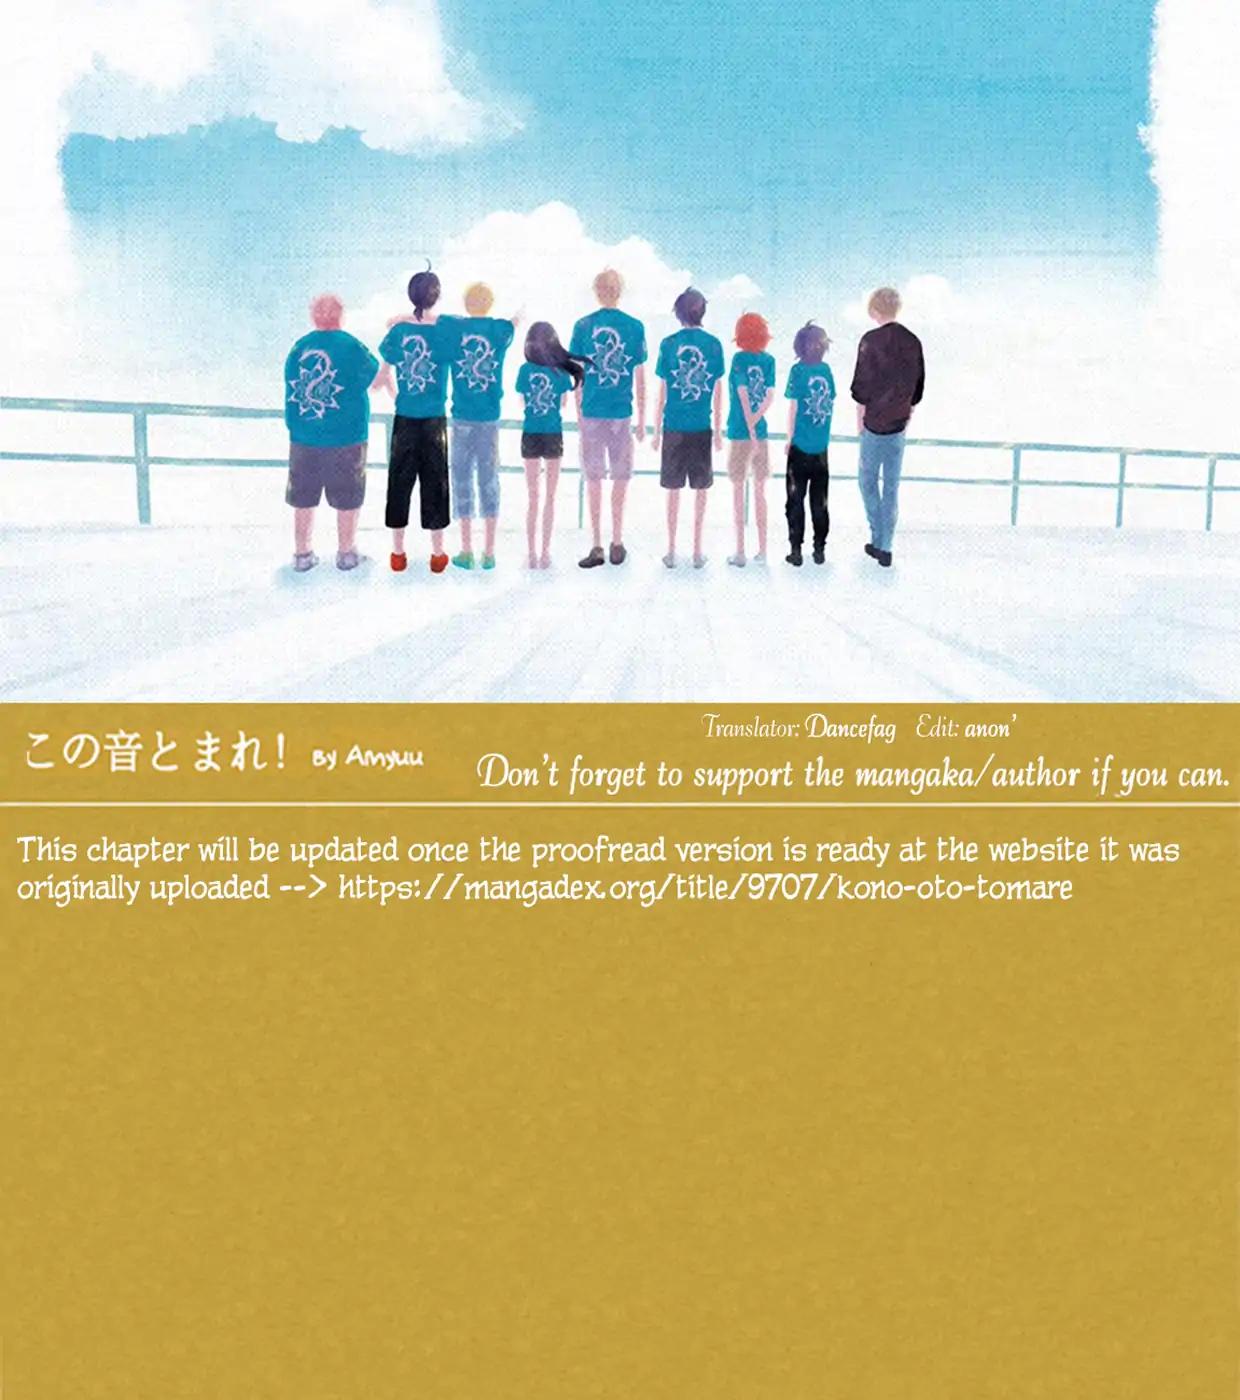 Translator: Dancefag Edit: anon'
この音とまれ! By Amyuu
Don't forget to support the mangaka/author if you can.
This chapter will be updated once the proofread version is ready at the website it was
originally uploaded --> https://mangadex.org/title/9707/kono-oto-tomare